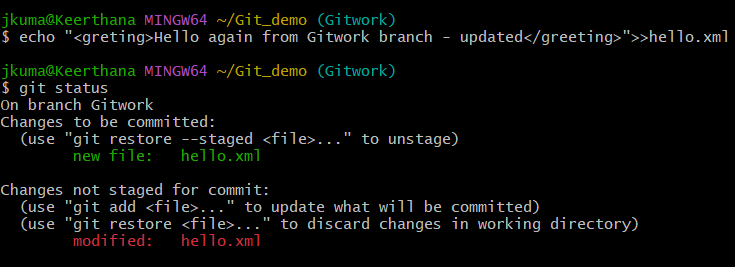 jkuma@Keerthana MINGW64 ~/Git_demo (Gitwork)
$ echo "<greting>Hello again from Gitwork branch - updated</greeting>">>hello.xml
jkuma@Keerthana MINGW64 ~/Git_demo (Gitwork)
$ git status
On branch Gitwork
Changes to be committed:
  (use "git restore --staged <file>..." to unstage)
        new file:   hello.xml
Changes not staged for commit:
  (use "git add <file>..." to update what will be committed)
  (use "git restore <file>..." to discard changes in working directory)
        modified:   hello.xml